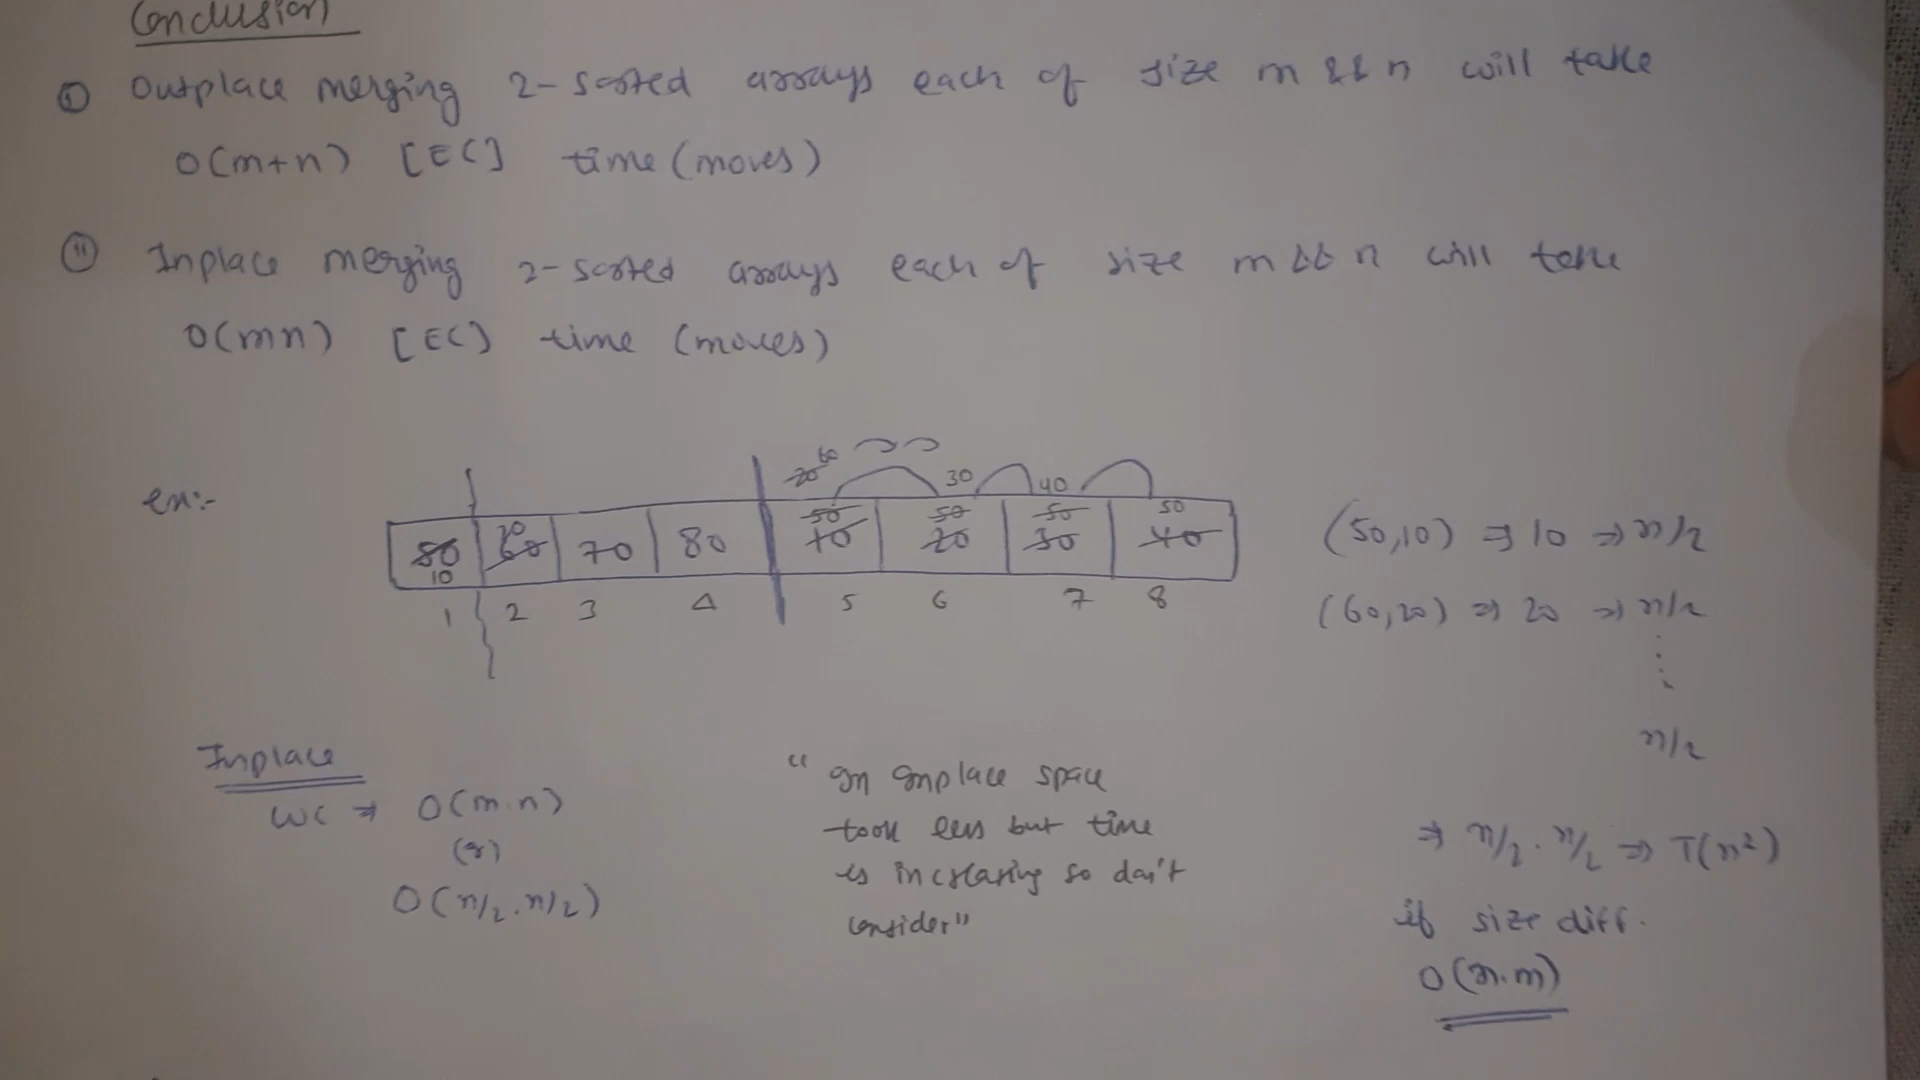 Conclusion
(i) Outplace merging 2-sorted arrays each of size m && n will take
O(m+n) [EC] time (moves)
(ii) Inplace merging 2-sorted arrays each of size m && n will take
O(mn) [EC] time (moves)
60
20 30 40
ex:-
50 50 50 50
50 20 60 70 80 10 20 30 40
10
1 2 3 4 5 6 7 8
(50,10) ⇒ 10 ⇒ n/2
(60,20) ⇒ 20 ⇒ n/2
n/2
Inplace
WC ⇒ O(m.n)
(or)
O(n/2.n/2)
" In Inplace space
took less but time
is increasing so don't
consider"
⇒ n/2 . n/2 ⇒ T(n²)
if size diff.
O(n.m)